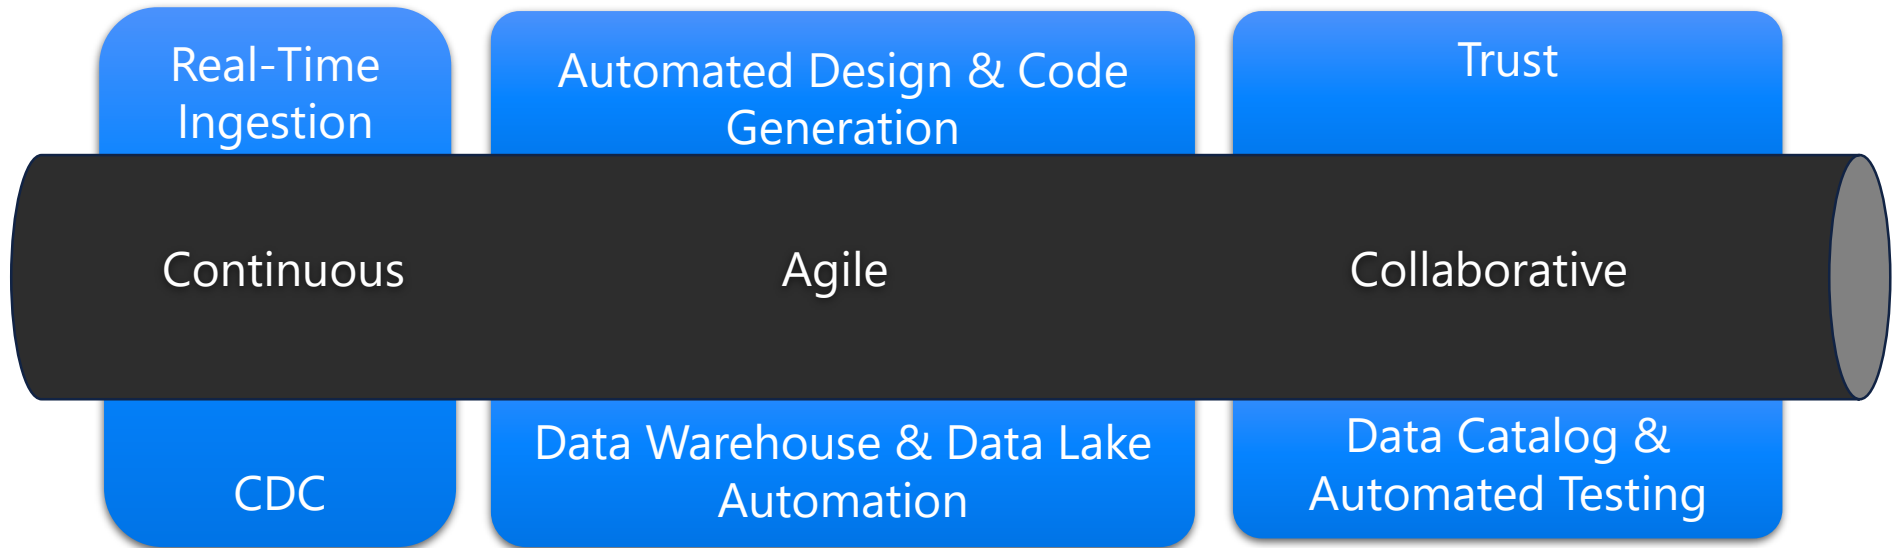 Real-Time
Ingestion
Automated Design & Code
Generation
Trust
Continuous
Agile
Collaborative
CDC
Data Warehouse & Data Lake
Automation
Data Catalog &
Automated Testing